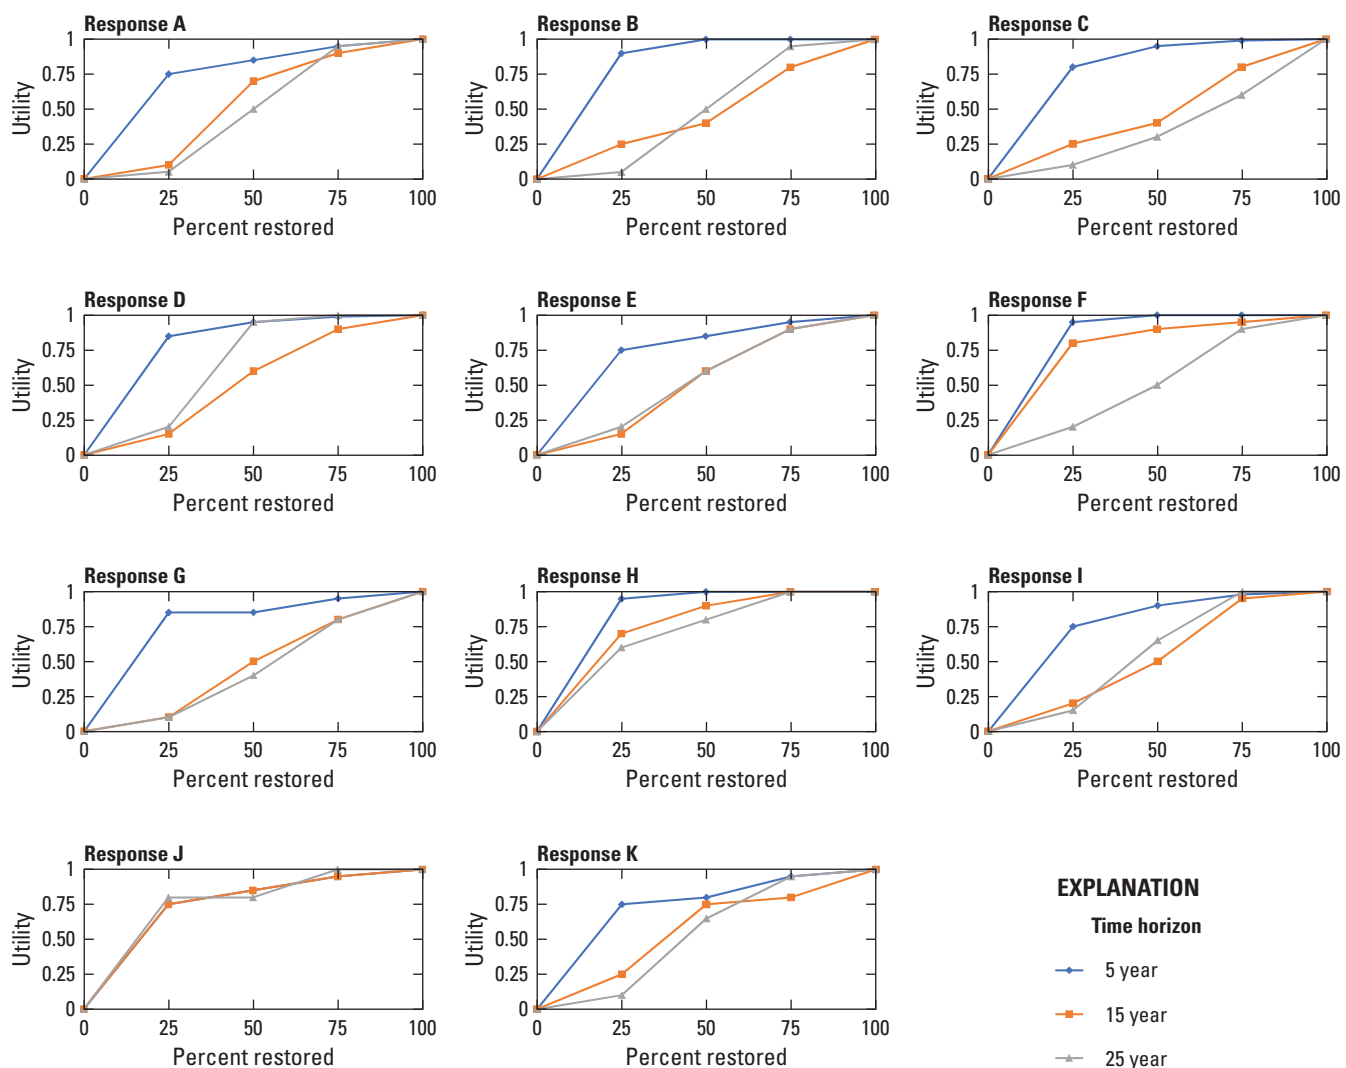 Response A
Response B
Response C
1
0.75
0.50
0.25
0
Utility
0 25 50 75 100
Percent restored
1
0.75
0.50
0.25
0
Utility
0 25 50 75 100
Percent restored
1
0.75
0.50
0.25
0
Utility
0 25 50 75 100
Percent restored
Response D
Response E
Response F
1
0.75
0.50
0.25
0
Utility
0 25 50 75 100
Percent restored
1
0.75
0.50
0.25
0
Utility
0 25 50 75 100
Percent restored
1
0.75
0.50
0.25
0
Utility
0 25 50 75 100
Percent restored
Response G
Response H
Response I
1
0.75
0.50
0.25
0
Utility
0 25 50 75 100
Percent restored
1
0.75
0.50
0.25
0
Utility
0 25 50 75 100
Percent restored
1
0.75
0.50
0.25
0
Utility
0 25 50 75 100
Percent restored
Response J
Response K
1
0.75
0.50
0.25
0
Utility
0 25 50 75 100
Percent restored
1
0.75
0.50
0.25
0
Utility
0 25 50 75 100
Percent restored
EXPLANATION
Time horizon
5 year
15 year
25 year